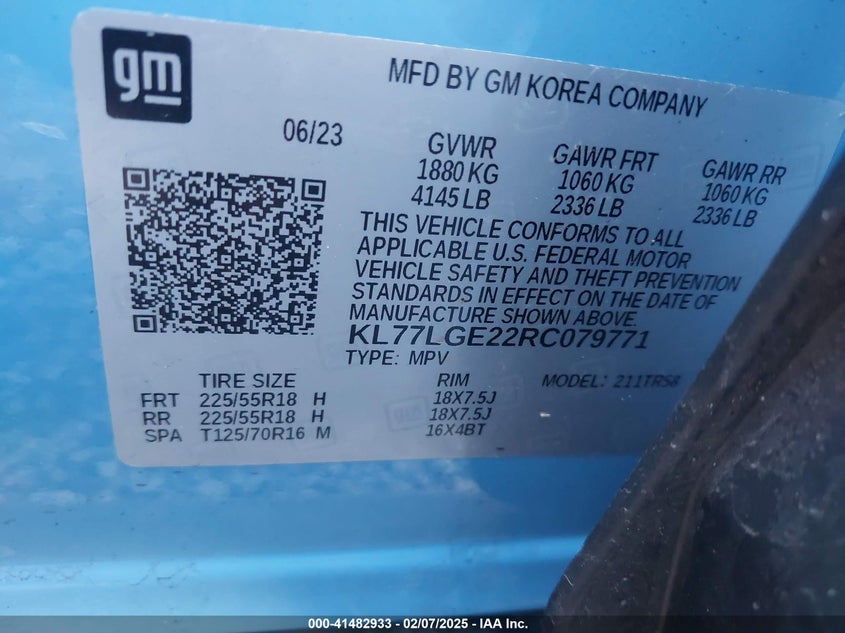 gm
MFD BY GM KOREA COMPANY
06/23
GVWR GAWR FRT GAWR RR
1880 KG 1060 KG 1060 KG
4145 LB 2336 LB 2336 LB
THIS VEHICLE CONFORMS TO ALL
APPLICABLE U.S. FEDERAL MOTOR
VEHICLE SAFETY AND THEFT PREVENTION
STANDARDS IN EFFECT ON THE DATE OF
MANUFACTURE SHOWN ABOVE.
KL77LGE22RC079771
TYPE: MPV MODEL: 211TR58
TIRE SIZE RIM
FRT 225/55R18 H 18X7.5J
RR 225/55R18 H 18X7.5J
SPA T125/70R16 M 16X4BT
000-41482933 - 02/07/2025 - © IAA Inc.